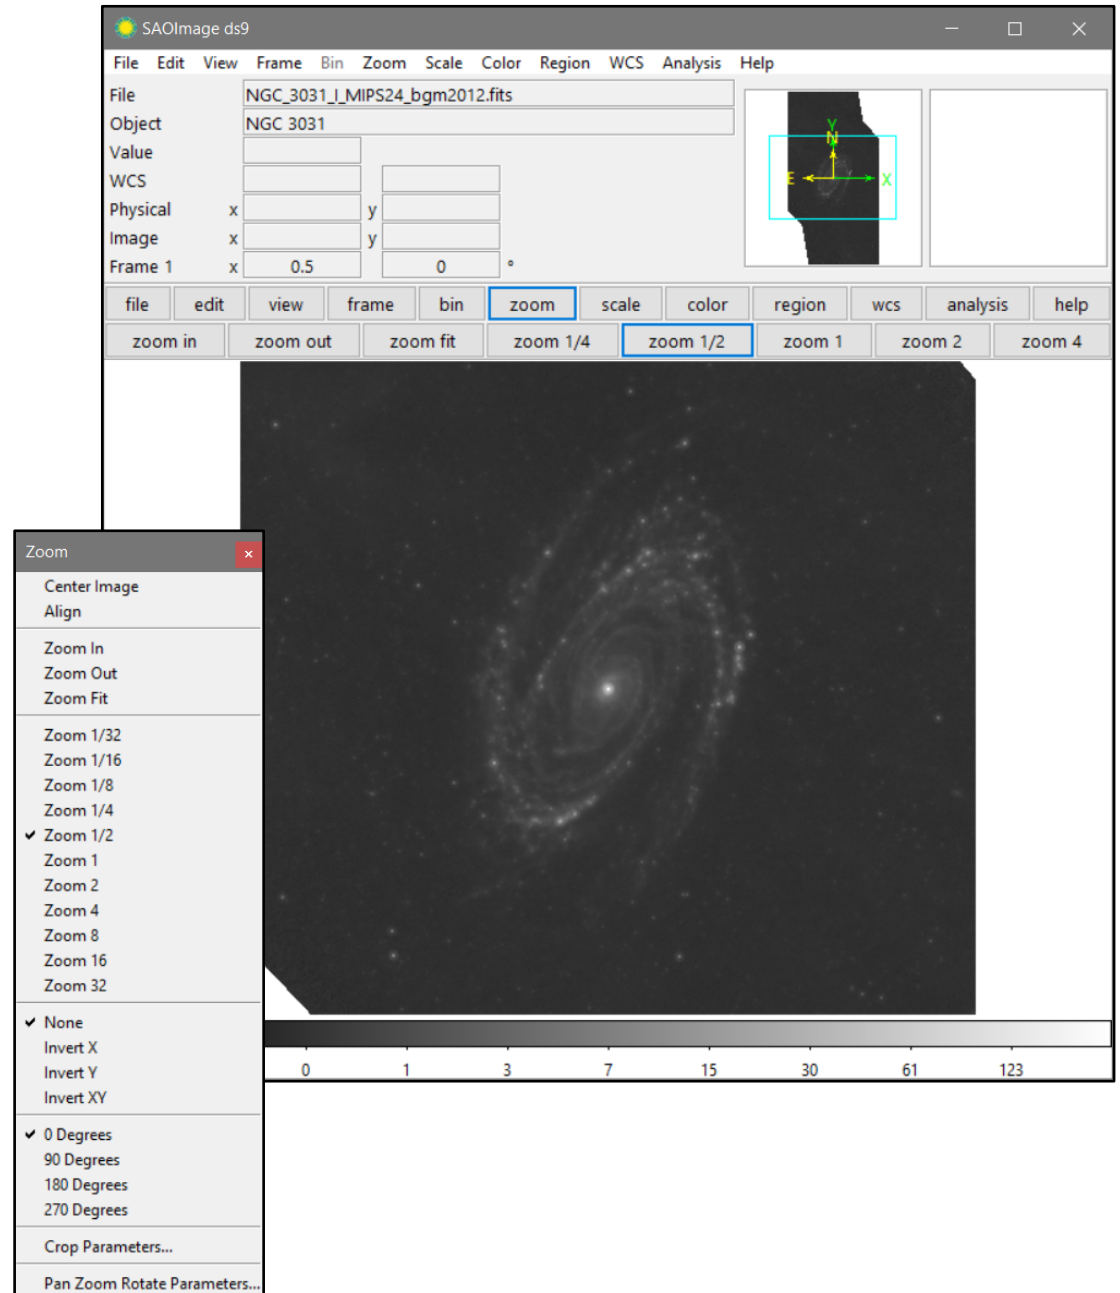 SAOImage ds9
File Edit View Frame Bin Zoom Scale Color Region WCS Analysis Help
File NGC_3031_I_MIPS24_bgm2012.fits
Object NGC 3031
Value
WCS
Physical x y
Image x y
Frame 1 x 0.5 0 °
Y
N
E X
file edit view frame bin zoom scale color region wcs analysis help
zoom in zoom out zoom fit zoom 1/4 zoom 1/2 zoom 1 zoom 2 zoom 4
0 1 3 7 15 30 61 123
Zoom
Center Image
Align
Zoom In
Zoom Out
Zoom Fit
Zoom 1/32
Zoom 1/16
Zoom 1/8
Zoom 1/4
Zoom 1/2
Zoom 1
Zoom 2
Zoom 4
Zoom 8
Zoom 16
Zoom 32
None
Invert X
Invert Y
Invert XY
0 Degrees
90 Degrees
180 Degrees
270 Degrees
Crop Parameters...
Pan Zoom Rotate Parameters...